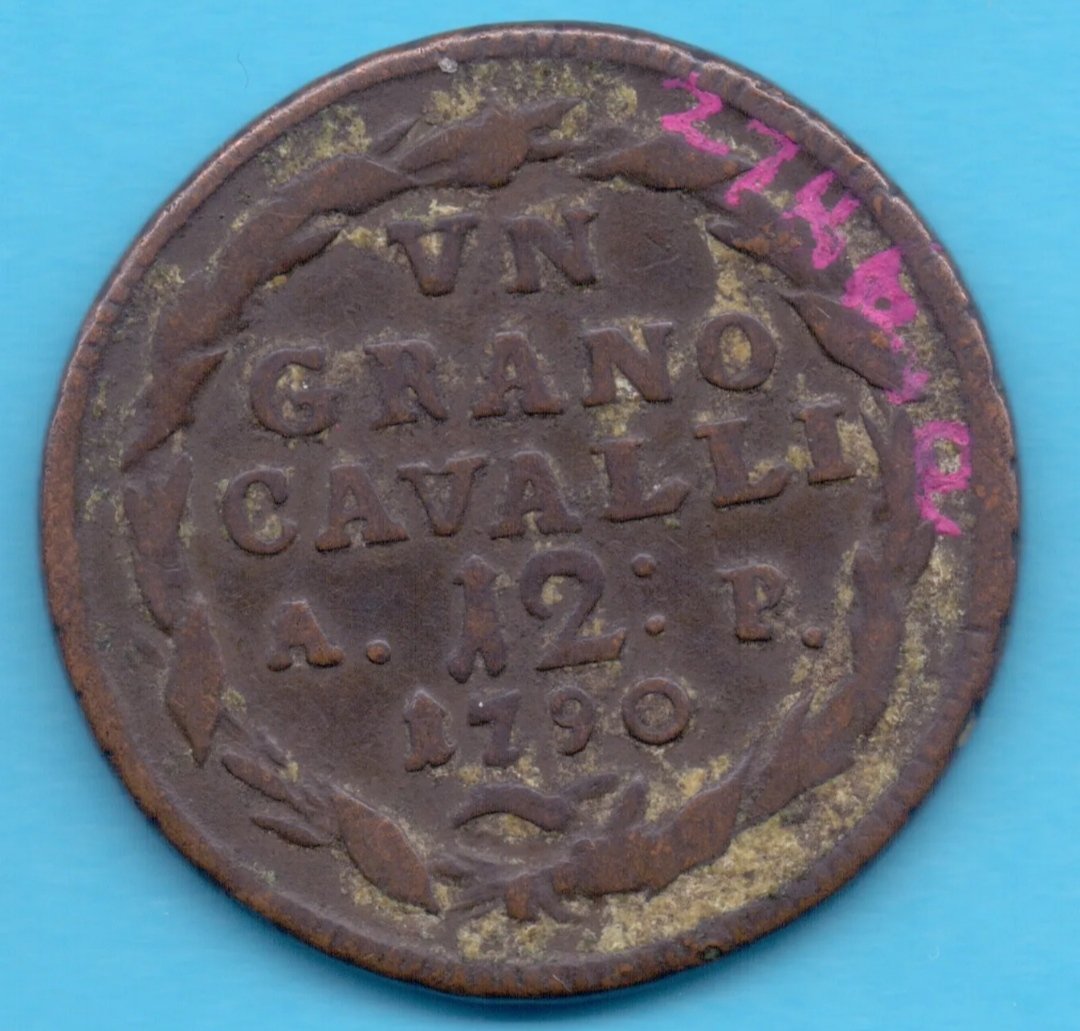 VN
GRANO
CAVALLI
A. 12: P.
1790